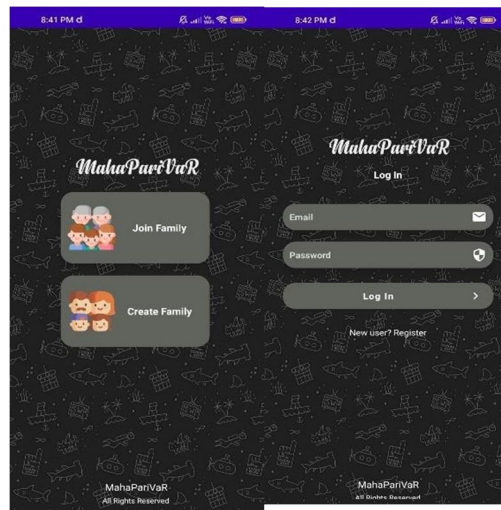 8:41 PM
MahaPariVaR
Join Family
Create Family
MahaPariVaR
All Rights Reserved
8:42 PM
MahaPariVaR
Log In
Email
Password
Log In
New user? Register
MahaPariVaR
All Rights Reserved